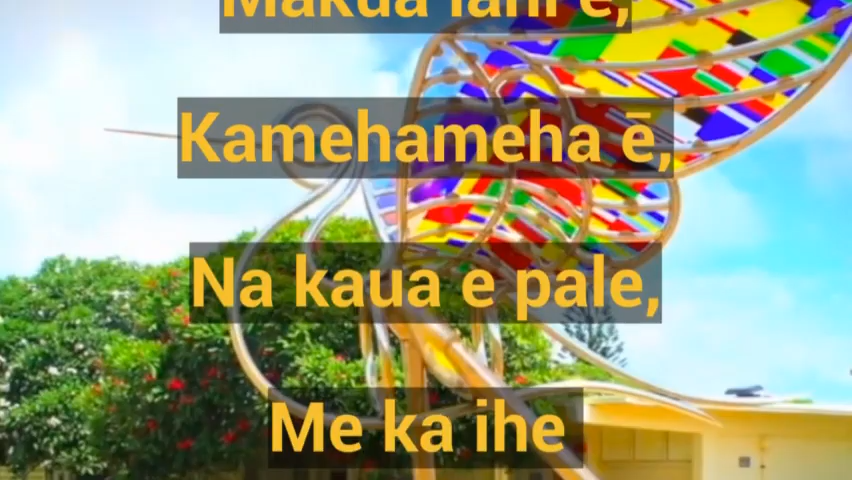 Makua lani ē,
Kamehameha ē,
Na kaua e pale,
Me ka ihe